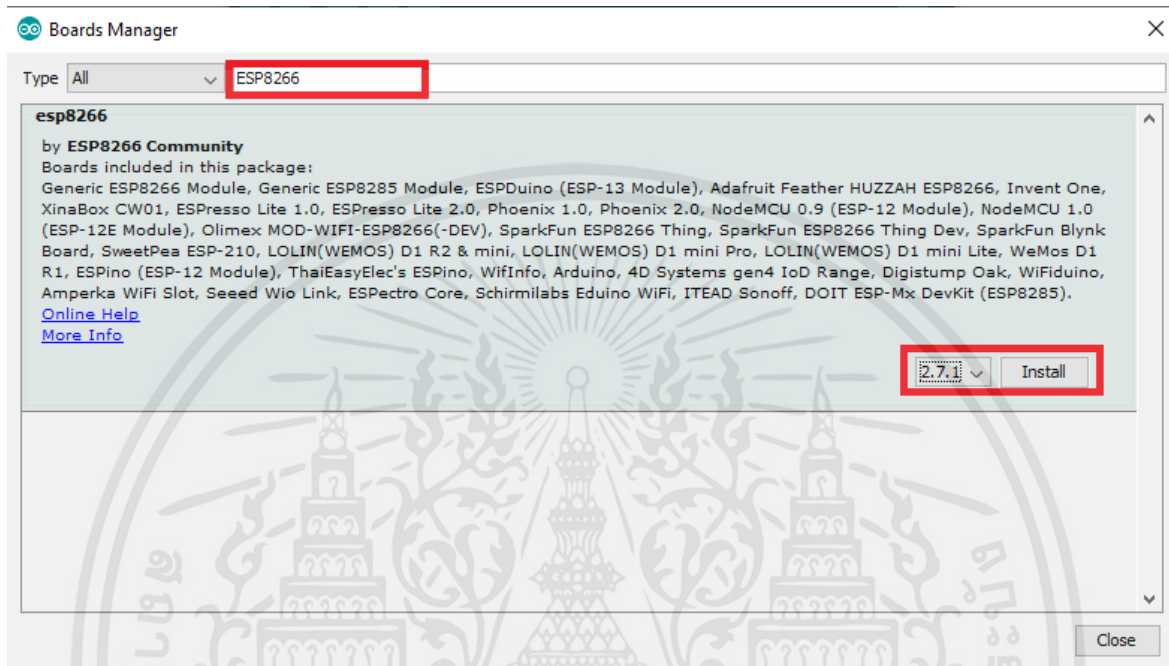 Boards Manager
Type All ESP8266
esp8266
by ESP8266 Community
Boards included in this package:
Generic ESP8266 Module, Generic ESP8285 Module, ESPDuino (ESP-13 Module), Adafruit Feather HUZZAH ESP8266, Invent One,
XinaBox CW01, ESPresso Lite 1.0, ESPresso Lite 2.0, Phoenix 1.0, Phoenix 2.0, NodeMCU 0.9 (ESP-12 Module), NodeMCU 1.0
(ESP-12E Module), Olimex MOD-WIFI-ESP8266(-DEV), SparkFun ESP8266 Thing, SparkFun ESP8266 Thing Dev, SparkFun Blynk
Board, SweetPea ESP-210, LOLIN(WEMOS) D1 R2 & mini, LOLIN(WEMOS) D1 mini Pro, LOLIN(WEMOS) D1 mini Lite, WeMos D1
R1, ESPino (ESP-12 Module), ThaiEasyElec's ESPino, WifInfo, Arduino, 4D Systems gen4 IoD Range, Digistump Oak, WiFiduino,
Amperka WiFi Slot, Seeed Wio Link, ESPectro Core, Schirmilabs Eduino WiFi, ITEAD Sonoff, DOIT ESP-Mx DevKit (ESP8285).
Online Help
More Info
2.7.1 Install
Close